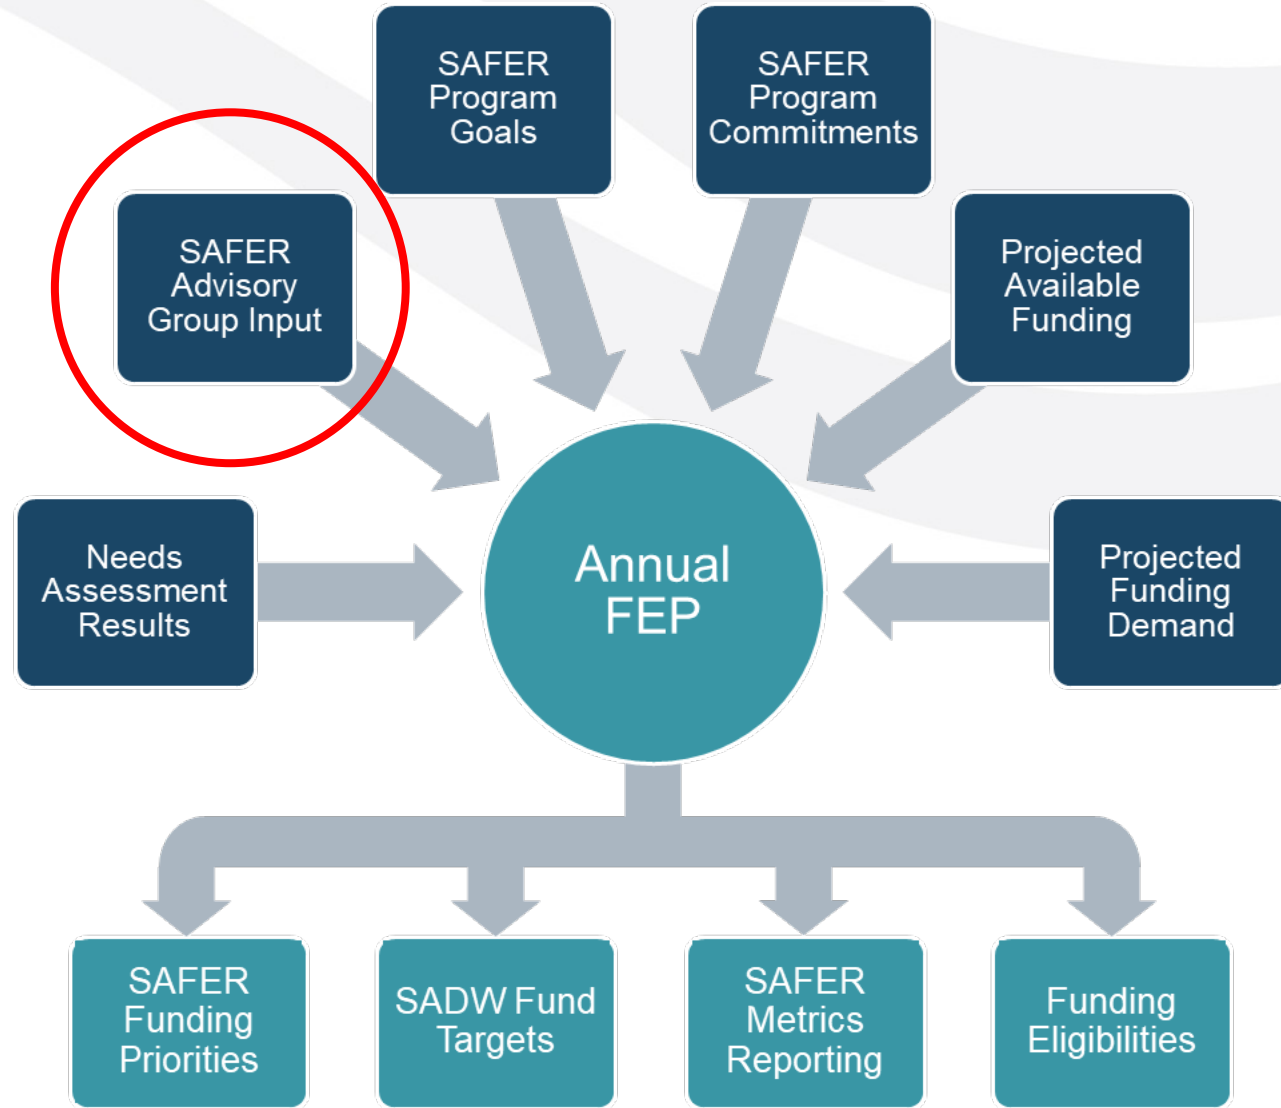 SAFER
Program
Goals
SAFER
Program
Commitments
SAFER
Advisory
Group Input
Projected
Available
Funding
Needs
Assessment
Results
Annual
FEP
Projected
Funding
Demand
SAFER
Funding
Priorities
SADW Fund
Targets
SAFER
Metrics
Reporting
Funding
Eligibilities